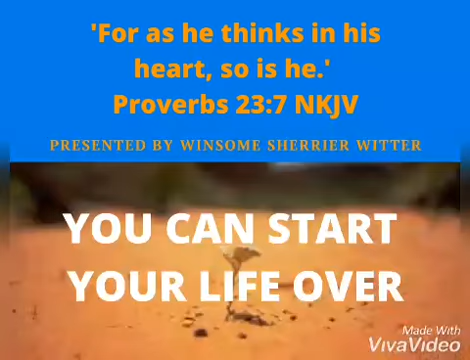 'For as he thinks in his
heart, so is he.'
Proverbs 23:7 NKJV
PRESENTED BY WINSOME SHERRIER WITTER
YOU CAN START
YOUR LIFE OVER
Made With
VivaVideo